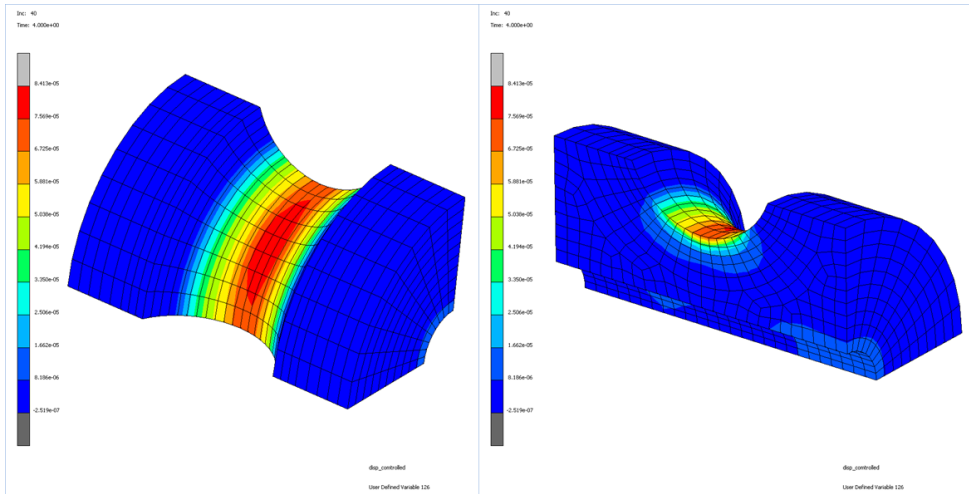 Inc: 40
Time: 4.000e+00
8.413e-05
7.569e-05
6.725e-05
5.881e-05
5.038e-05
4.194e-05
3.350e-05
2.506e-05
1.662e-05
8.186e-06
-2.519e-07
disp_controlled
User Defined Variable 126
Inc: 40
Time: 4.000e+00
8.413e-05
7.569e-05
6.725e-05
5.881e-05
5.038e-05
4.194e-05
3.350e-05
2.506e-05
1.662e-05
8.186e-06
-2.519e-07
disp_controlled
User Defined Variable 126